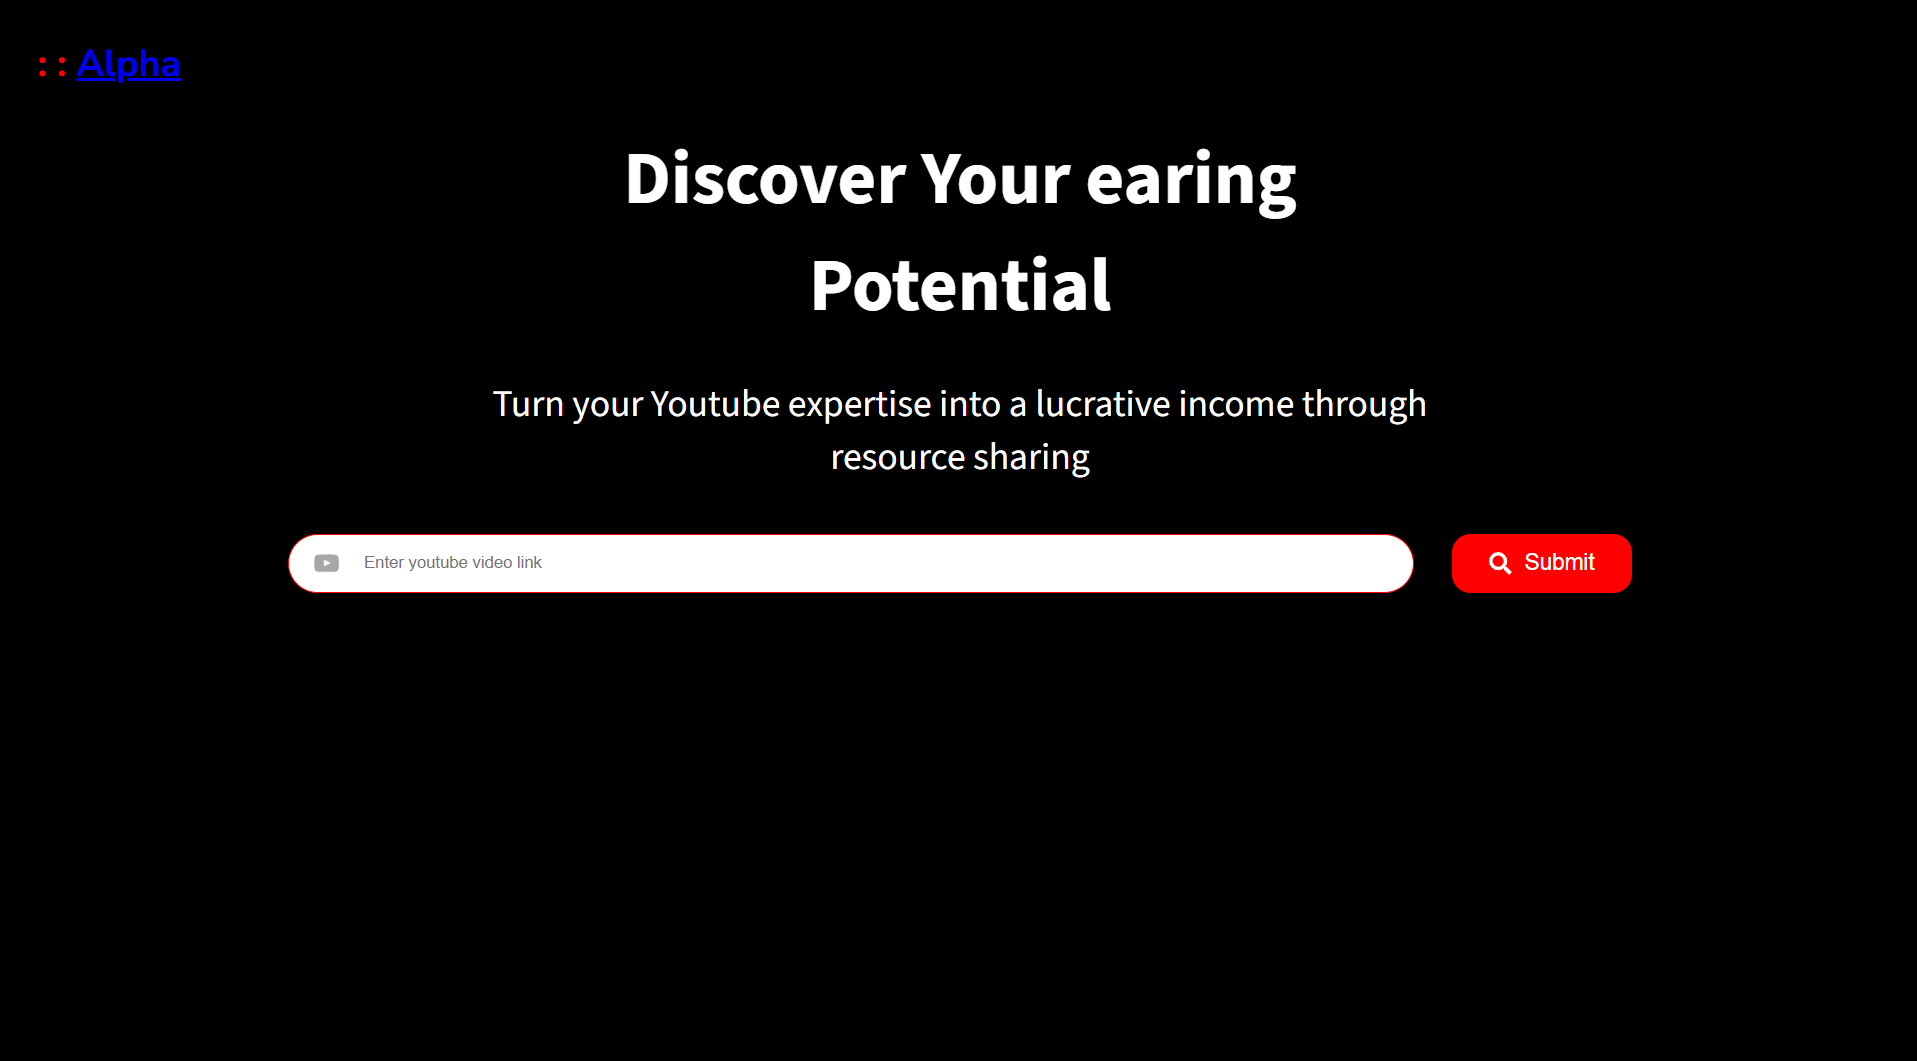 : : Alpha
Discover Your earing
Potential
Turn your Youtube expertise into a lucrative income through
resource sharing
Enter youtube video link
Submit